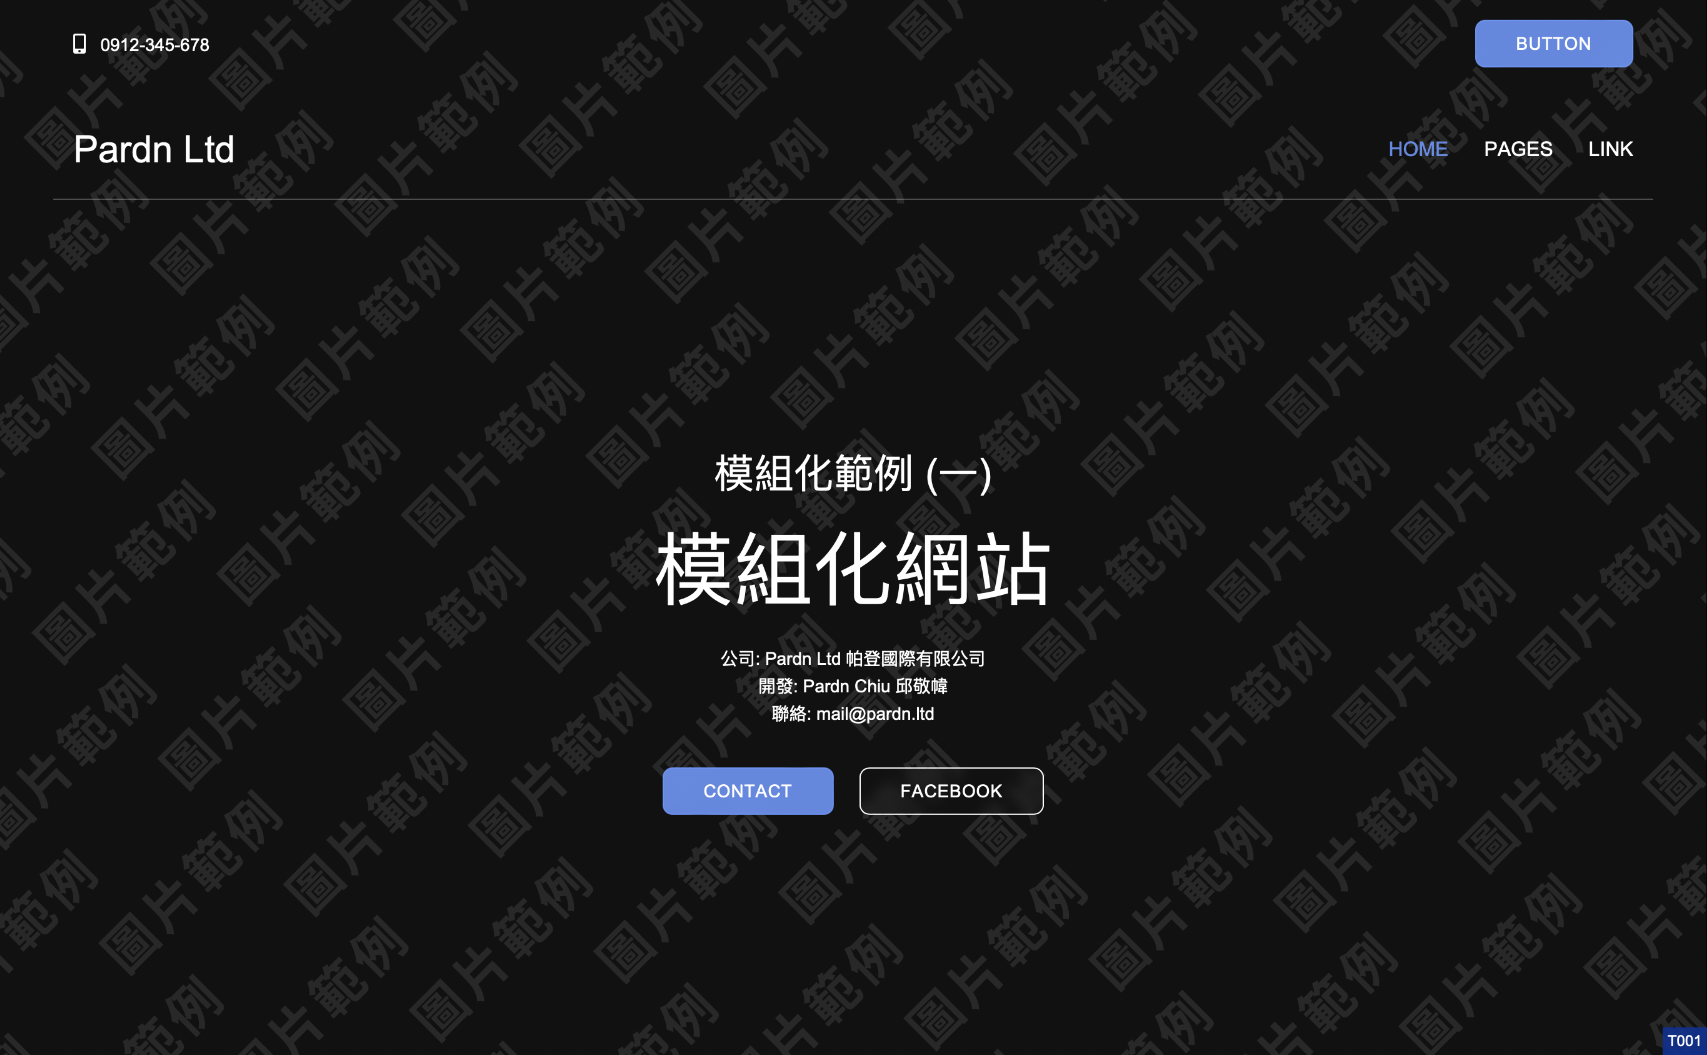 0912-345-678
BUTTON
Pardn Ltd
HOME PAGES LINK
模組化範例 (一)
模組化網站
公司: Pardn Ltd 帕登國際有限公司
開發: Pardn Chiu 邱敬幃
聯絡: mail@pardn.ltd
CONTACT FACEBOOK
圖片範例
T001